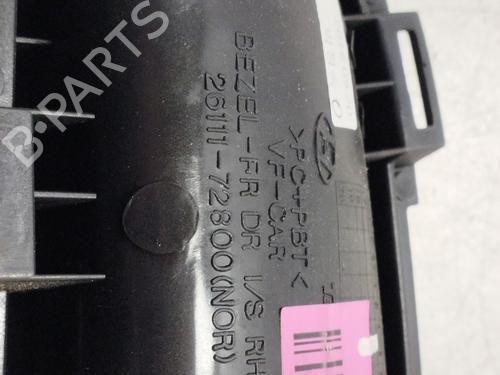 B-PARTS
BEZEL-FR DR I/S RH
26111-72800(NOR)
>PC+PBT<
VF-CAR